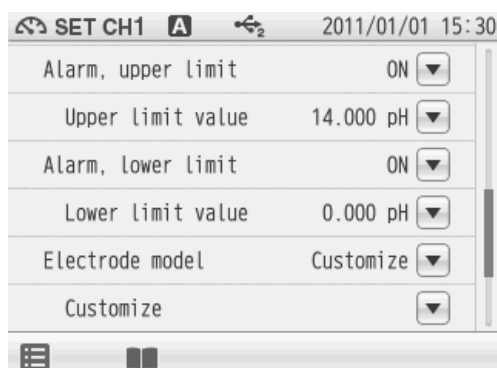 SET CH1 A 2 2011/01/01 15:30
Alarm, upper limit ON
Upper limit value 14.000 pH
Alarm, lower limit ON
Lower limit value 0.000 pH
Electrode model Customize
Customize